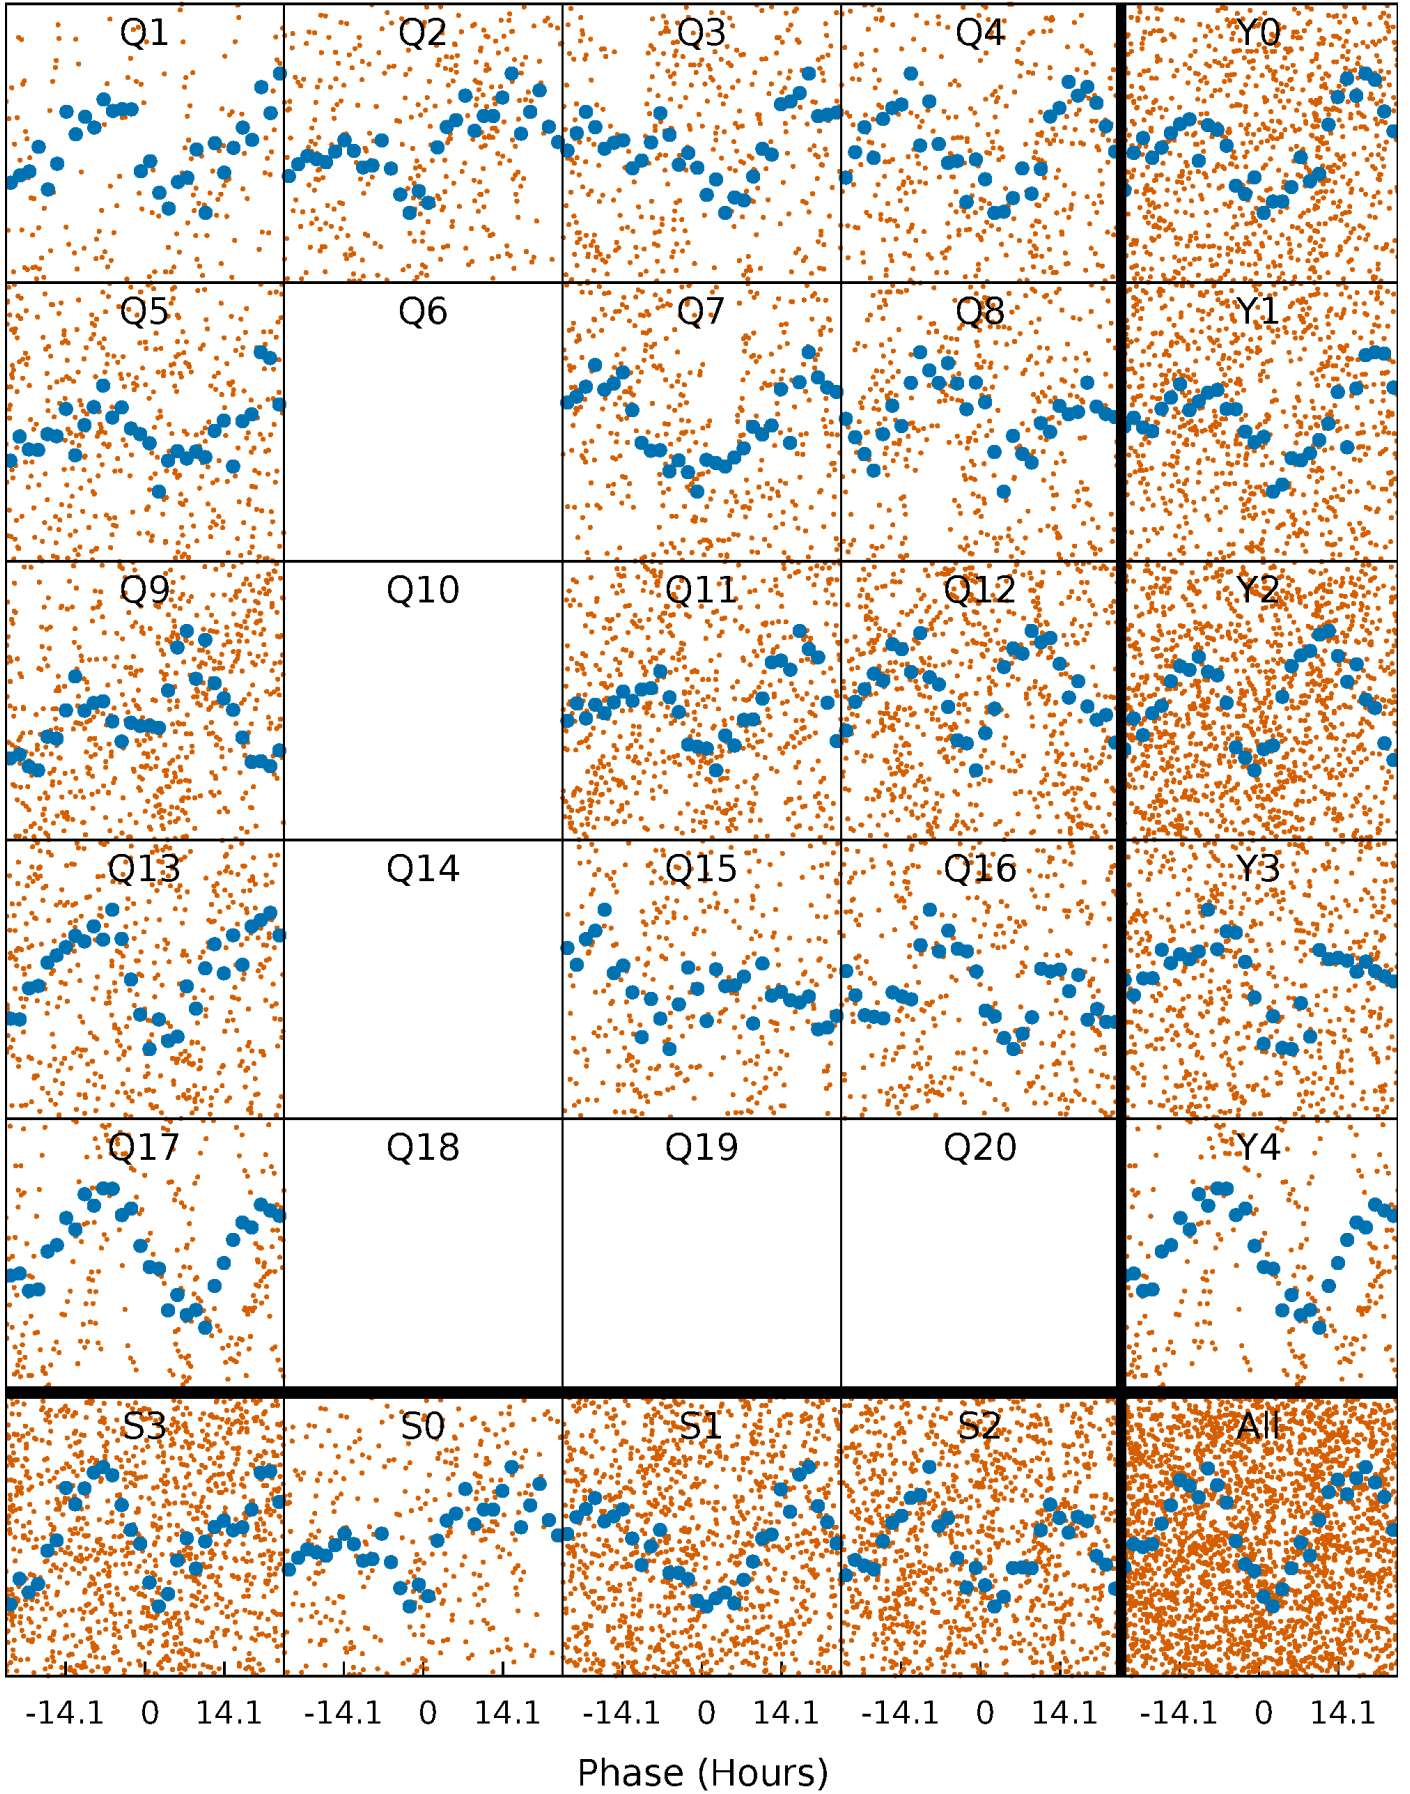 Q1 Q2 Q3 Q4 Y0
Q5 Q6 Q7 Q8 Y1
Q9 Q10 Q11 Q12 Y2
Q13 Q14 Q15 Q16 Y3
Q17 Q18 Q19 Q20 Y4
S3 S0 S1 S2 All
-14.1 0 14.1 -14.1 0 14.1 -14.1 0 14.1 -14.1 0 14.1 -14.1 0 14.1
Phase (Hours)